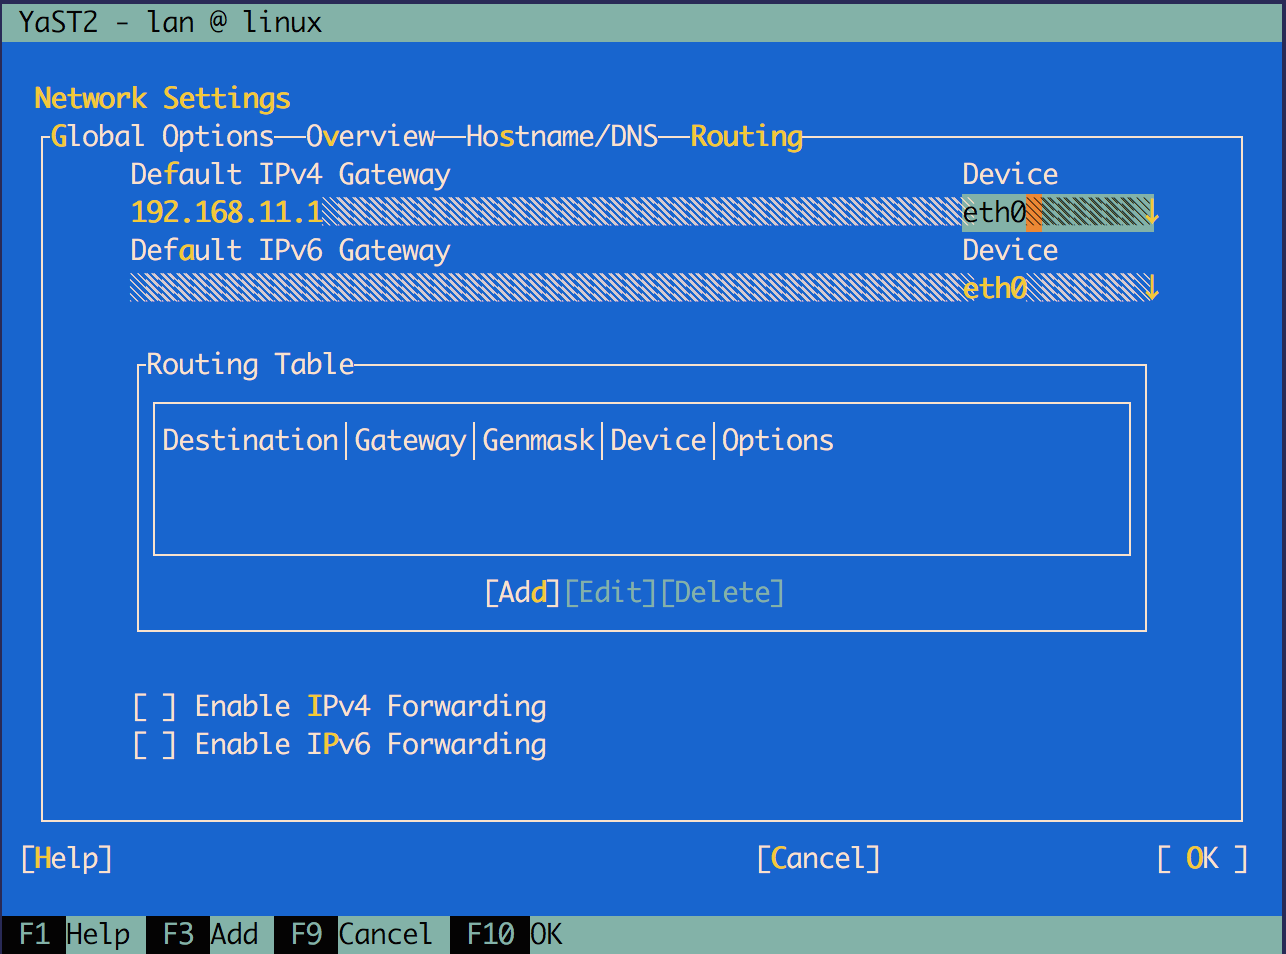 YaST2 - lan @ linux
Network Settings
Global Options Overview Hostname/DNS Routing
Default IPv4 Gateway Device
192.168.11.1 eth0 ↓
Default IPv6 Gateway Device
eth0 ↓
Routing Table
Destination Gateway Genmask Device Options
[Add][Edit][Delete]
[ ] Enable IPv4 Forwarding
[ ] Enable IPv6 Forwarding
[Help] [Cancel] [ OK ]
F1 Help F3 Add F9 Cancel F10 OK